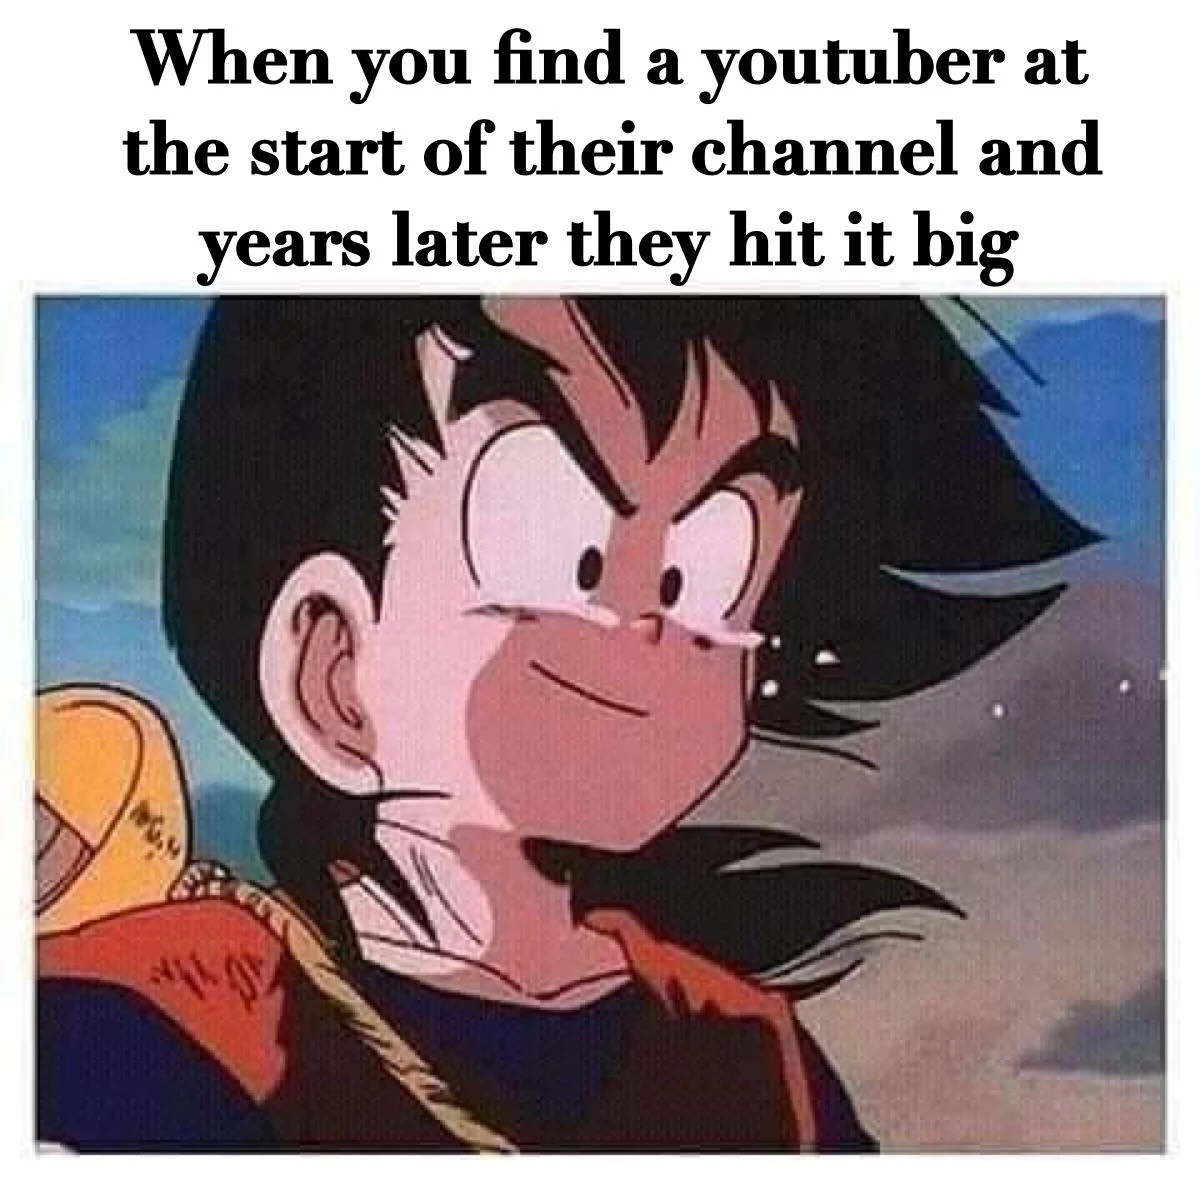 When you find a youtuber at
the start of their channel and
years later they hit it big